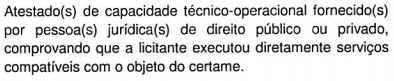 Atestado(s) de capacidade técnico-operacional fornecido(s)
por pessoa(s) jurídica(s) de direito público ou privado,
comprovando que a licitante executou diretamente serviços
compatíveis com o objeto do certame.